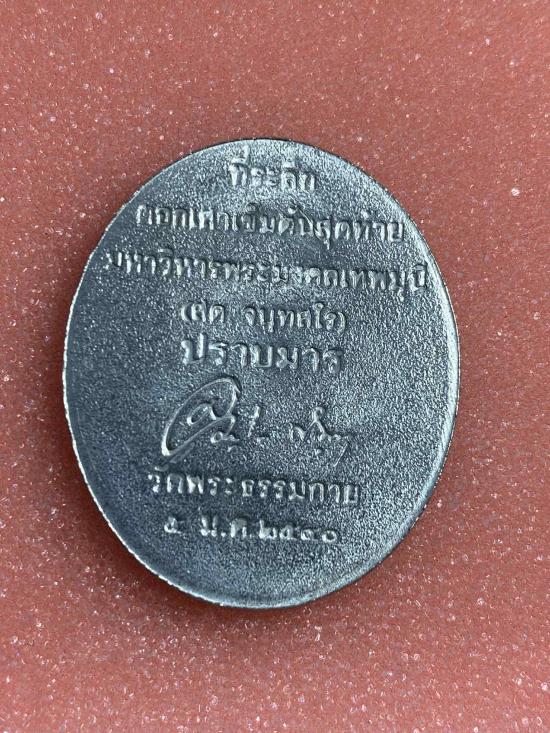 ที่ระลึก
ตอกเสาเข็มต้นสุดท้าย
มหาวิหารพระมงคลเทพมุนี
(สด จนฺทสโร)
ปราบมาร
วัดพระธรรมกาย
๕ ม.ค.๒๕๔๐